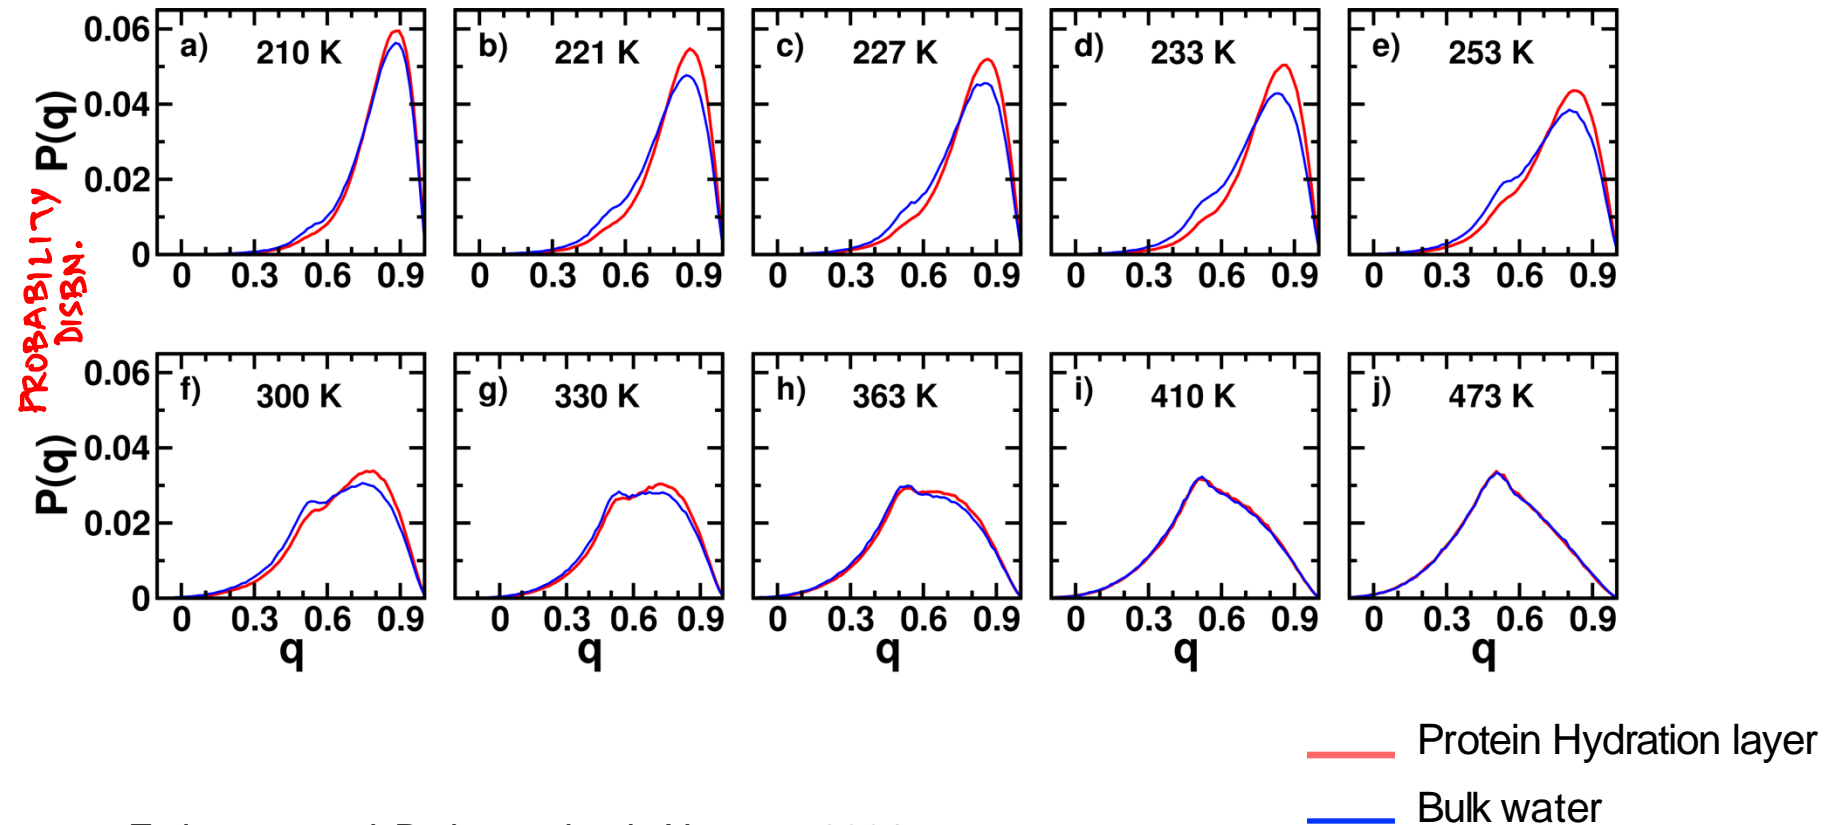 a) 210 K
b) 221 K
c) 227 K
d) 233 K
e) 253 K
0.06
0.04
0.02
0
P(q)
0 0.3 0.6 0.9
0 0.3 0.6 0.9
0 0.3 0.6 0.9
0 0.3 0.6 0.9
0 0.3 0.6 0.9
PROBABILITY
DISBN.
f) 300 K
g) 330 K
h) 363 K
i) 410 K
j) 473 K
0.06
0.04
0.02
0
P(q)
0 0.3 0.6 0.9
0 0.3 0.6 0.9
0 0.3 0.6 0.9
0 0.3 0.6 0.9
0 0.3 0.6 0.9
q
q
q
q
q
Protein Hydration layer
Bulk water